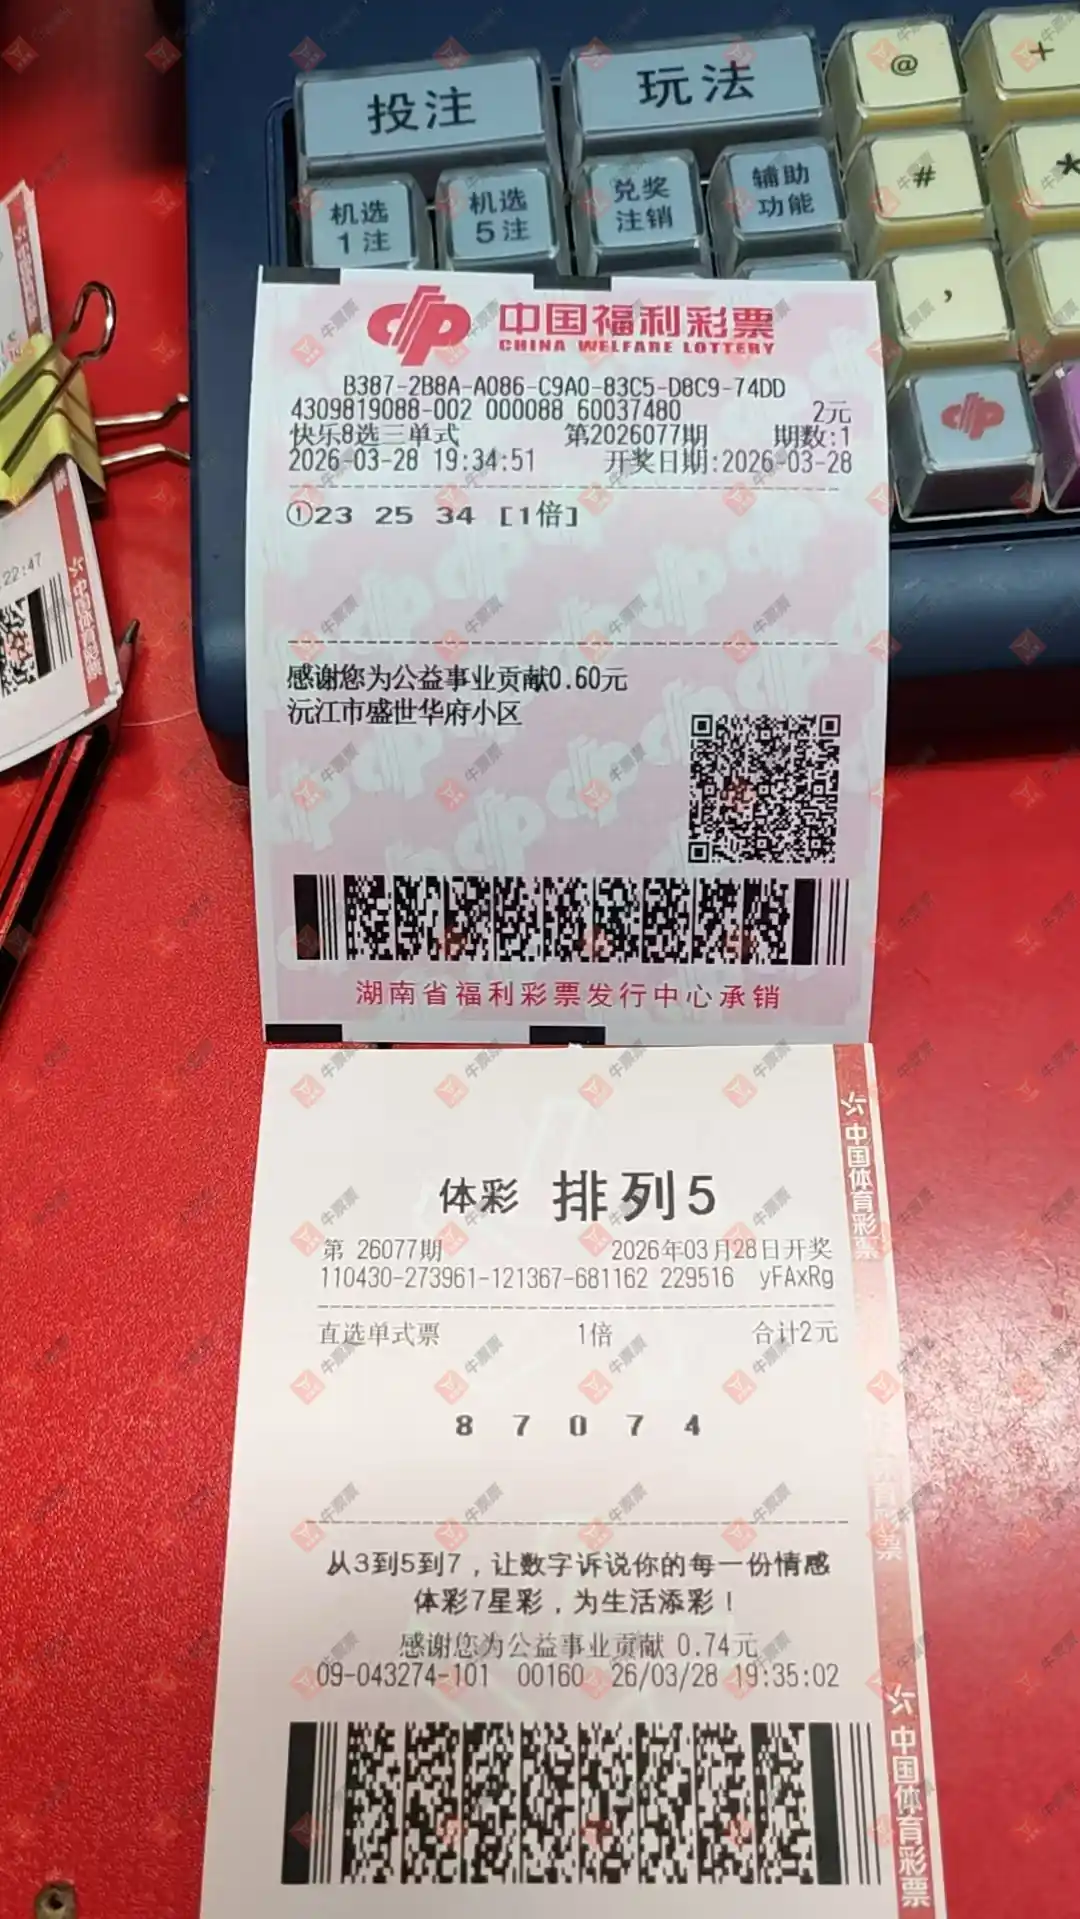 投注
玩法
@
+
机选
1注
机选
5注
兑奖
注销
辅助
功能
#
*
,
中国福利彩票
CHINA WELFARE LOTTERY
B387-2B8A-A086-C9A0-83C5-D8C9-74DD
4309819088-002 000088 60037480 2元
快乐8选三单式 第2026077期 期数:1
2026-03-28 19:34:51 开奖日期:2026-03-28
①23 25 34 [1倍]
感谢您为公益事业贡献0.60元
沅江市盛世华府小区
湖南省福利彩票发行中心承销
22:47
中国体育彩票
中国体育彩票
体彩 排列5
第 26077期 2026年03月28日开奖
110430-273961-121367-681162 229516 yFAxRg
直选单式票 1倍 合计2元
8 7 0 7 4
从3到5到7，让数字诉说你的每一份情感
体彩7星彩，为生活添彩！
感谢您为公益事业贡献 0.74元
09-043274-101 00160 26/03/28 19:35:02
中国体育彩票
牛票票